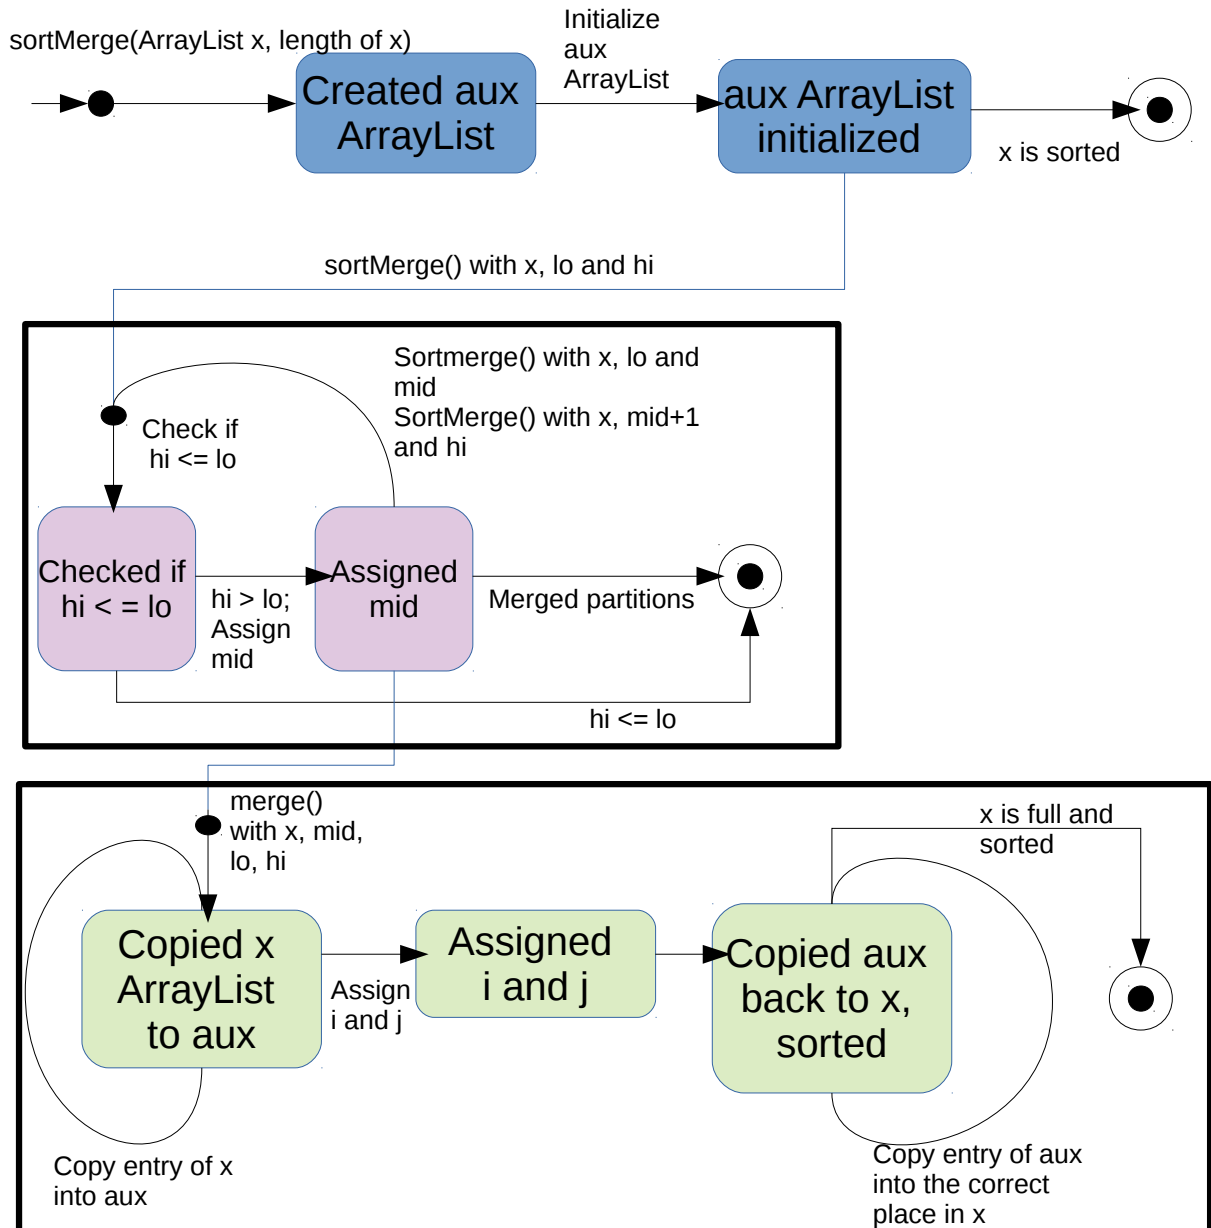 sortMerge(ArrayList x, length of x)
Initialize
aux
ArrayList
Created aux
ArrayList
aux ArrayList
initialized
x is sorted
sortMerge() with x, lo and hi
Sortmerge() with x, lo and
mid
SortMerge() with x, mid+1
and hi
Check if
hi <= lo
Checked if
hi < = lo
hi > lo;
Assign
mid
Assigned
mid
Merged partitions
hi <= lo
merge()
with x, mid,
lo, hi
x is full and
sorted
Copied x
ArrayList
to aux
Assign
i and j
Assigned
i and j
Copied aux
back to x,
sorted
Copy entry of x
into aux
Copy entry of aux
into the correct
place in x